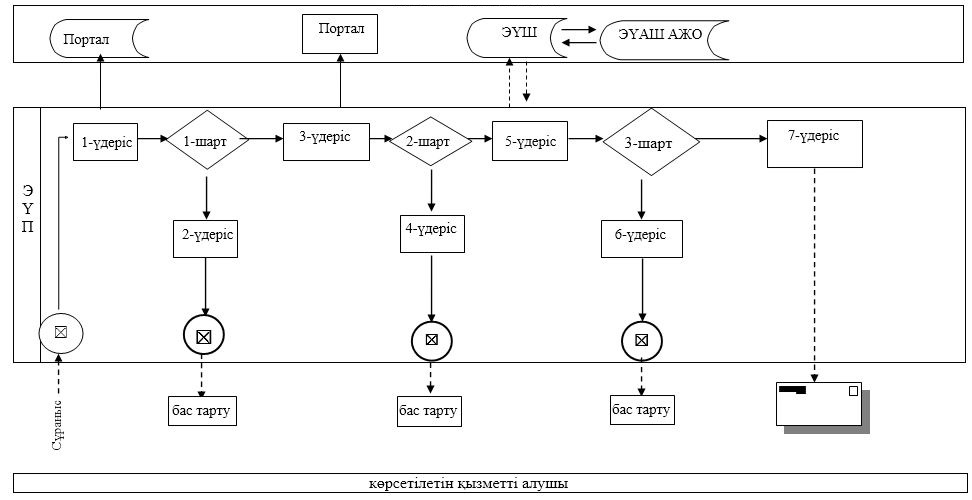 Портал
Портал
ЭҮШ
ЭҮАШ АЖО
Э
Ү
П
1-үдеріс
1-шарт
3-үдеріс
2-шарт
5-үдеріс
3-шарт
7-үдеріс
2-үдеріс
4-үдеріс
6-үдеріс
Сұраныс
бас тарту
бас тарту
бас тарту
көрсетілетін қызметті алушы